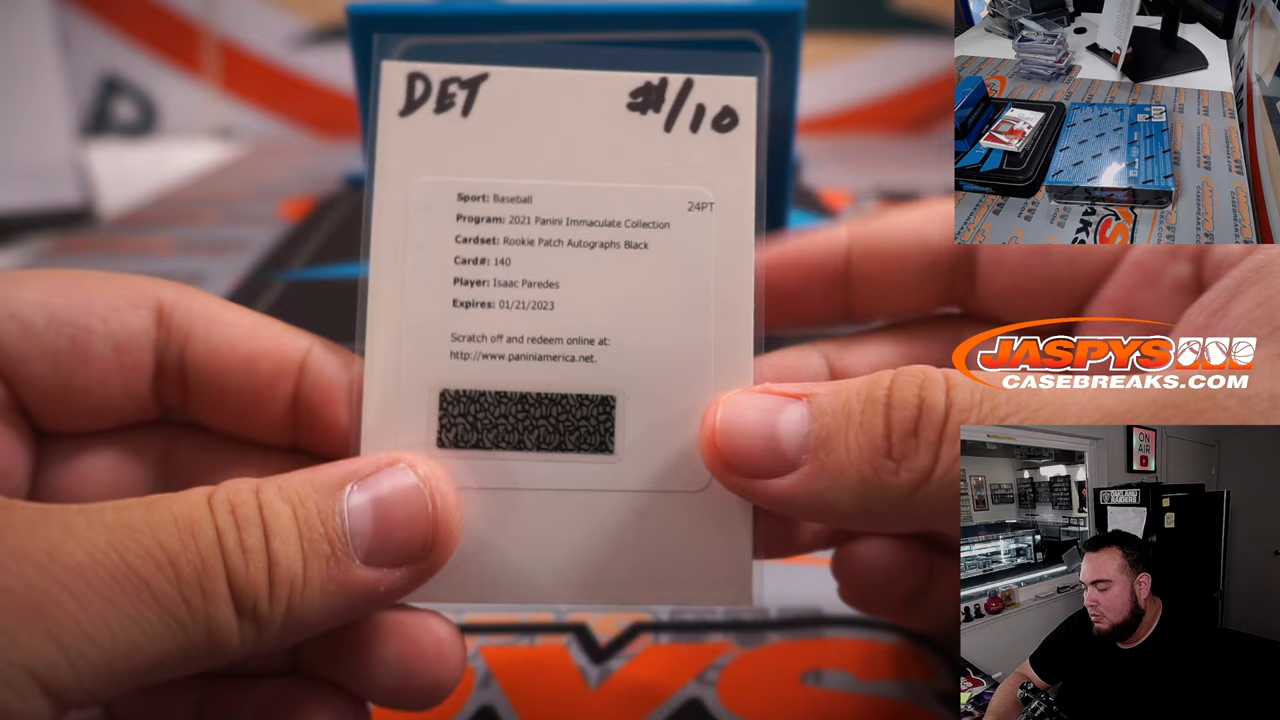 DET #/10
Sport: Baseball
24PT
Program: 2021 Panini Immaculate Collection
Cardset: Rookie Patch Autographs Black
Card#: 140
Player: Isaac Paredes
Expires: 01/21/2023
Scratch off and redeem online at:
http://www.paniniamerica.net.
JASPYS
CASEBREAKS.COM
ON
AIR
OAKLAND
RAIDERS